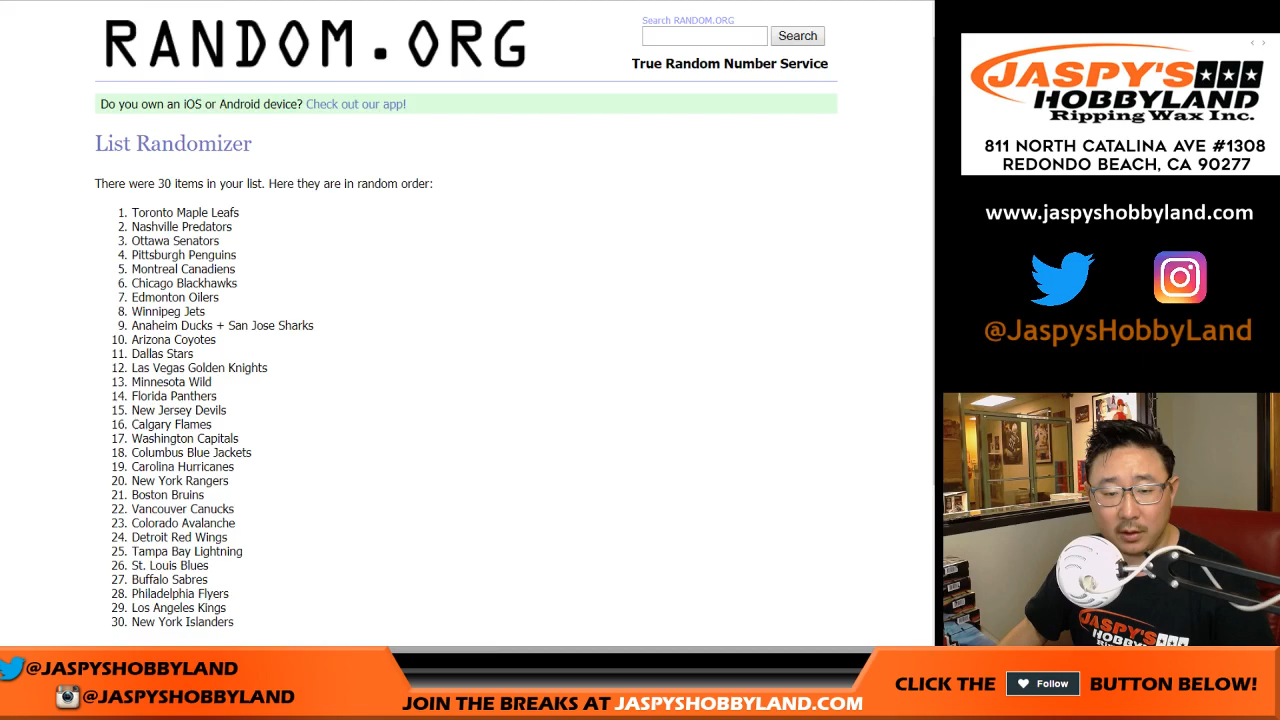 RANDOM.ORG
Search RANDOM.ORG
Search
True Random Number Service
Do you own an iOS or Android device? Check out our app!
List Randomizer
There were 30 items in your list. Here they are in random order:
1. Toronto Maple Leafs
2. Nashville Predators
3. Ottawa Senators
4. Pittsburgh Penguins
5. Montreal Canadiens
6. Chicago Blackhawks
7. Edmonton Oilers
8. Winnipeg Jets
9. Anaheim Ducks + San Jose Sharks
10. Arizona Coyotes
11. Dallas Stars
12. Las Vegas Golden Knights
13. Minnesota Wild
14. Florida Panthers
15. New Jersey Devils
16. Calgary Flames
17. Washington Capitals
18. Columbus Blue Jackets
19. Carolina Hurricanes
20. New York Rangers
21. Boston Bruins
22. Vancouver Canucks
23. Colorado Avalanche
24. Detroit Red Wings
25. Tampa Bay Lightning
26. St. Louis Blues
27. Buffalo Sabres
28. Philadelphia Flyers
29. Los Angeles Kings
30. New York Islanders
JASPY'S
HOBBYLAND
Ripping Wax Inc.
811 NORTH CATALINA AVE #1308
REDONDO BEACH, CA 90277
www.jaspyshobbyland.com
@JaspysHobbyLand
JASPY'S
HOBBYLAND
@JASPYSHOBBYLAND
@JASPYSHOBBYLAND
JOIN THE BREAKS AT JASPYSHOBBYLAND.COM
CLICK THE Follow BUTTON BELOW!